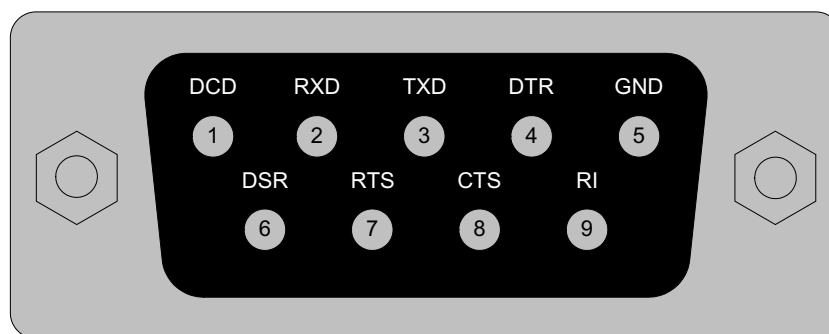 DCD RXD TXD DTR GND
1 2 3 4 5
DSR RTS CTS RI
6 7 8 9